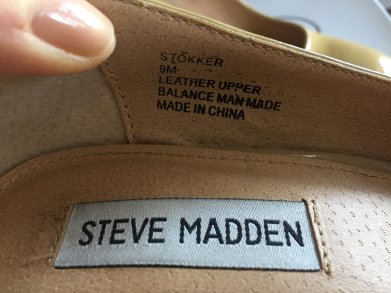 STOKKER
9M
LEATHER UPPER
BALANCE MAN MADE
MADE IN CHINA
STEVE MADDEN